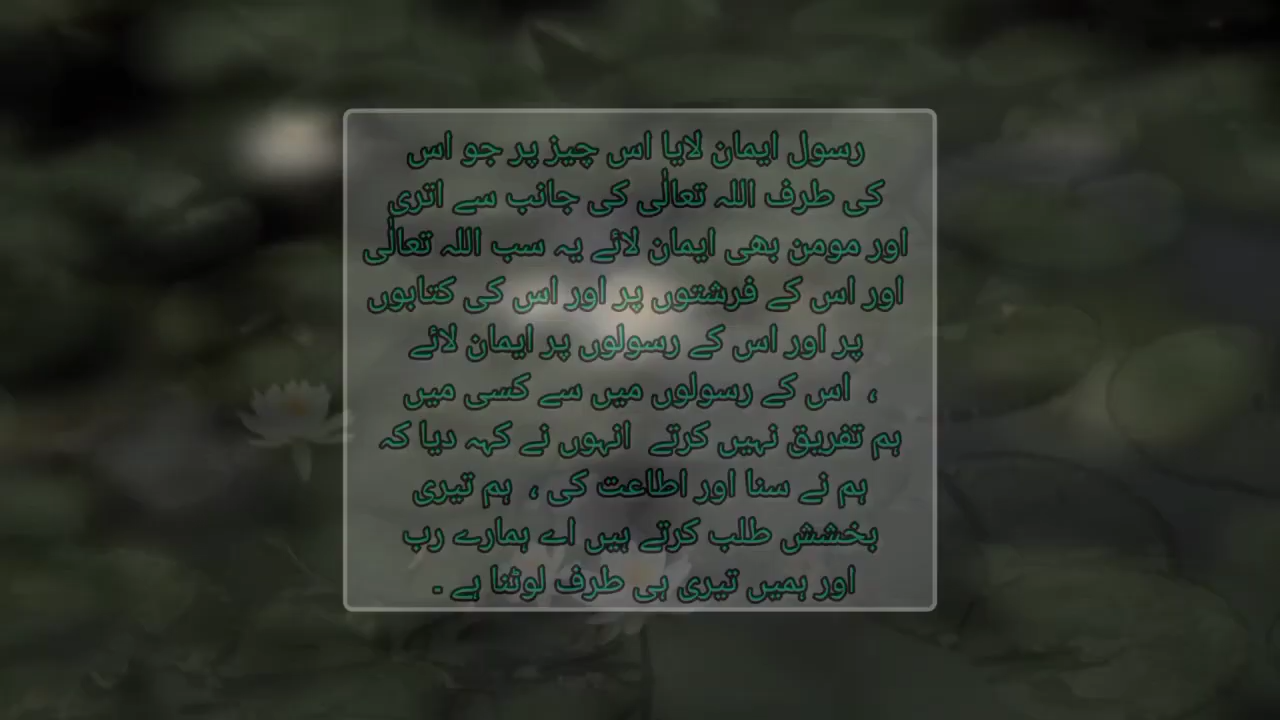 رسول ایمان لایا اس چیز پر جو اس
کی طرف اللہ تعالٰی کی جانب سے اتری
اور مومن بھی ایمان لائے یہ سب اللہ تعالٰی
اور اس کے فرشتوں پر اور اس کی کتابوں
پر اور اس کے رسولوں پر ایمان لائے
، اس کے رسولوں میں سے کسی میں
ہم تفریق نہیں کرتے انہوں نے کہہ دیا کہ
ہم نے سنا اور اطاعت کی ، ہم تیری
بخشش طلب کرتے ہیں اے ہمارے رب
اور ہمیں تیری ہی طرف لوٹنا ہے ۔